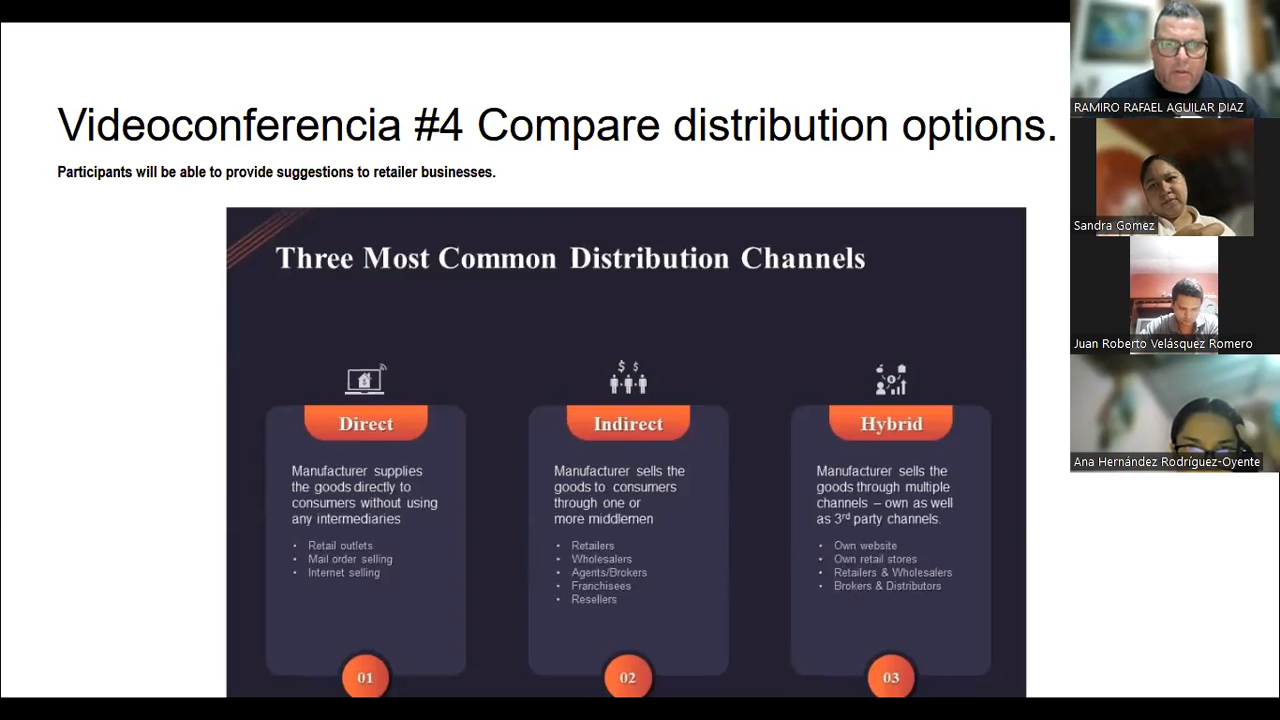 Videoconferencia #4 Compare distribution options.
Participants will be able to provide suggestions to retailer businesses.
Three Most Common Distribution Channels
Direct
Manufacturer supplies
the goods directly to
consumers without using
any intermediaries
• Retail outlets
• Mail order selling
• Internet selling
01
Indirect
Manufacturer sells the
goods to consumers
through one or
more middlemen
• Retailers
• Wholesalers
• Agents/Brokers
• Franchisees
• Resellers
02
Hybrid
Manufacturer sells the
goods through multiple
channels – own as well
as 3rd party channels.
• Own website
• Own retail stores
• Retailers & Wholesalers
• Brokers & Distributors
03
RAMIRO RAFAEL AGUILAR DIAZ
Sandra Gomez
Juan Roberto Velásquez Romero
Ana Hernández Rodríguez-Oyente